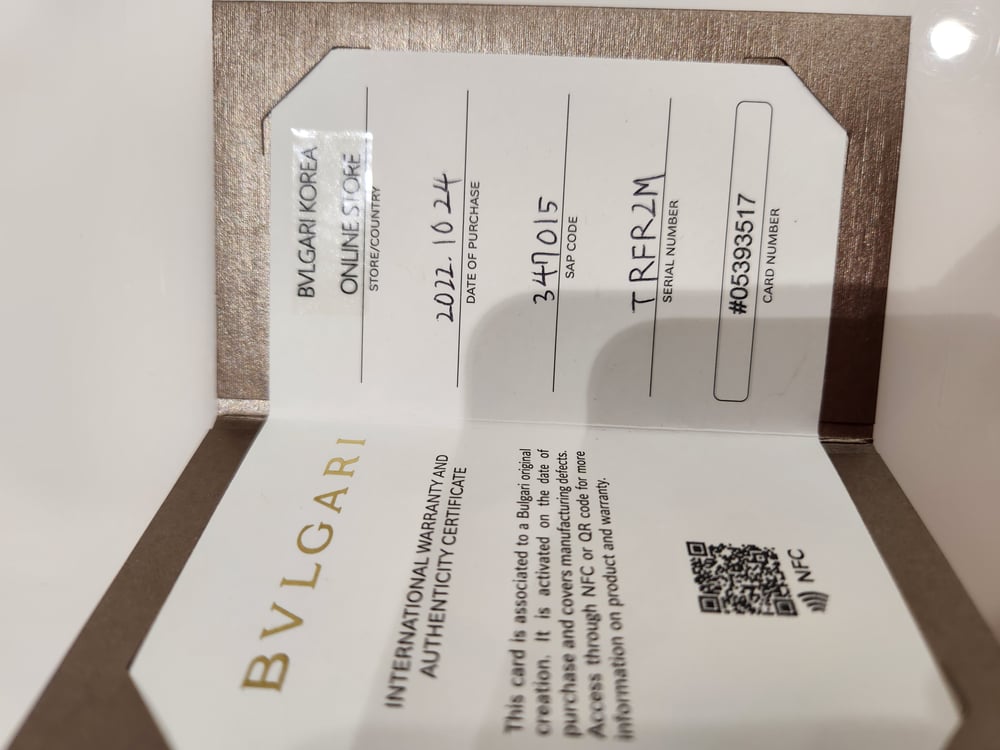 BVLGARI
INTERNATIONAL WARRANTY AND
AUTHENTICITY CERTIFICATE
This card is associated to a Bulgari original
creation. It is activated on the date of
purchase and covers manufacturing defects.
Access through NFC or QR code for more
information on product and warranty.
NFC
BVLGARI KOREA
ONLINE STORE
STORE/COUNTRY
2022. 10 24
DATE OF PURCHASE
347015
SAP CODE
TRFR2M
SERIAL NUMBER
#05393517
CARD NUMBER